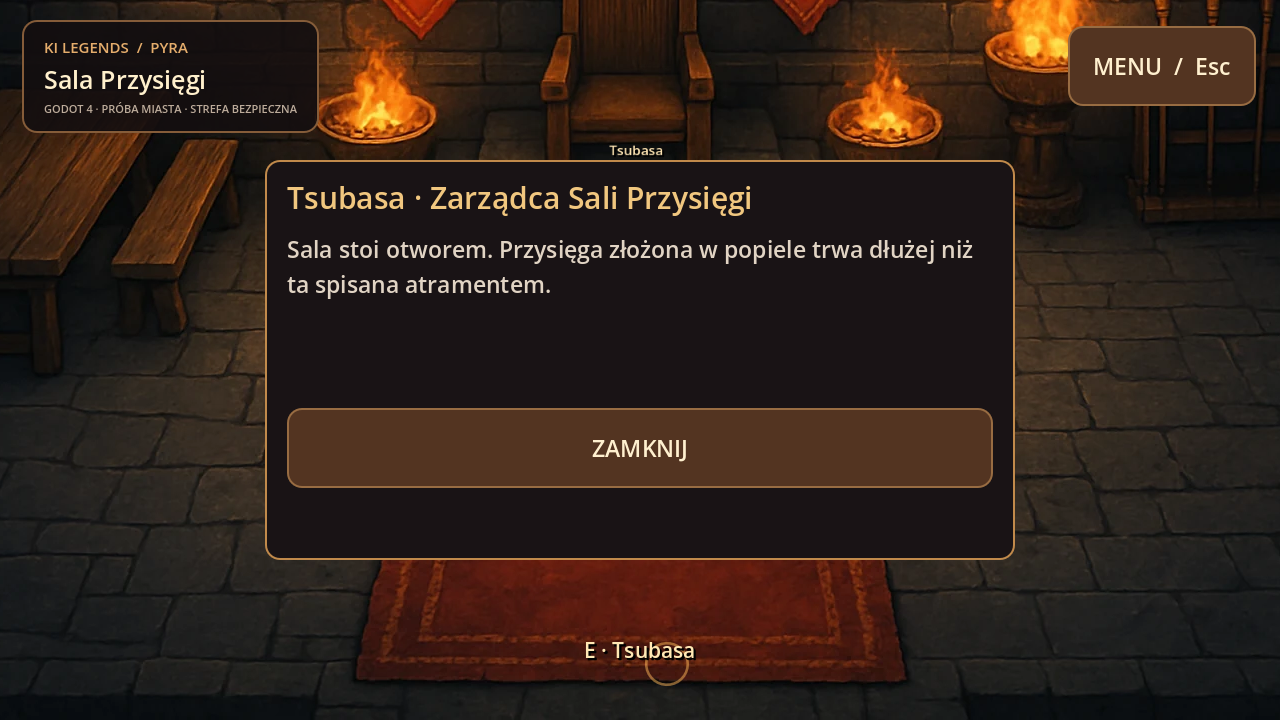 KI LEGENDS / PYRA
Sala Przysięgi
GODOT 4 · PRÓBA MIASTA · STREFA BEZPIECZNA
MENU / Esc
Tsubasa
Tsubasa · Zarządca Sali Przysięgi
Sala stoi otworem. Przysięga złożona w popiele trwa dłużej niż
ta spisana atramentem.
ZAMKNIJ
E · Tsubasa